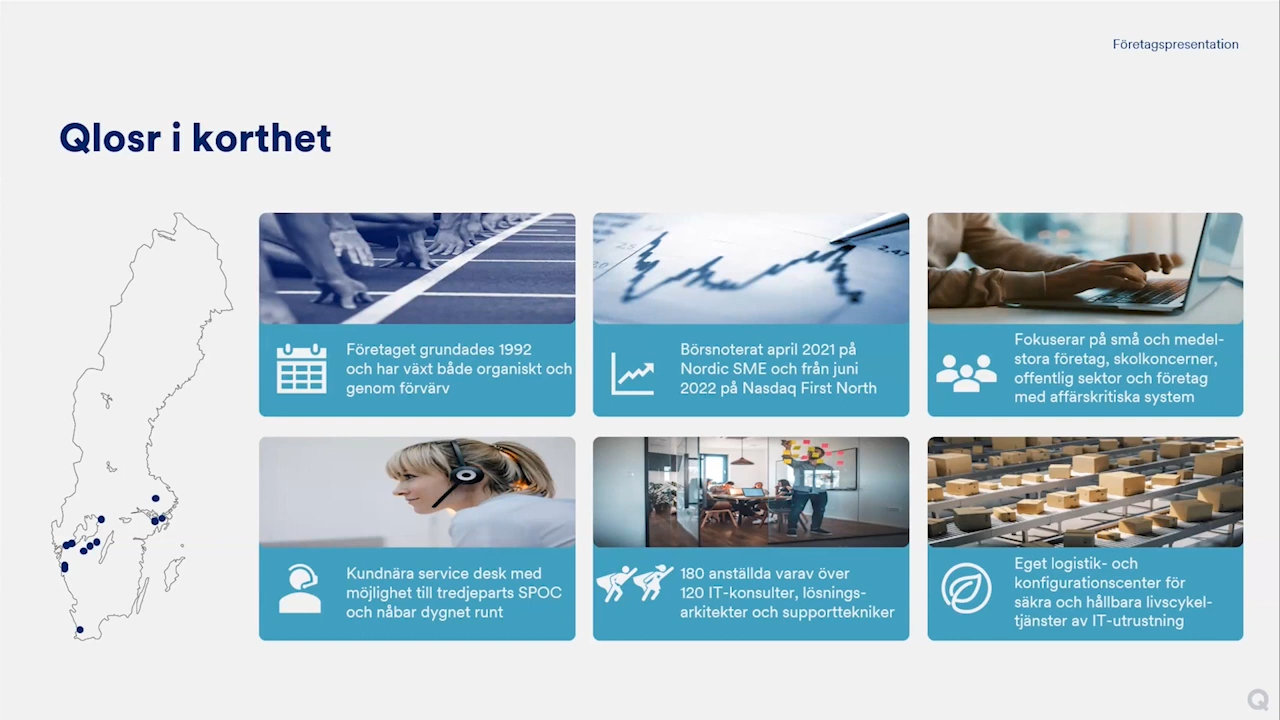 Företagspresentation
Qlosr i korthet
2.47
Företaget grundades 1992
och har växt både organiskt och
genom förvärv
Börsnoterat april 2021 på
Nordic SME och från juni
2022 på Nasdaq First North
Fokuserar på små och medel-
stora företag, skolkoncerner,
offentlig sektor och företag
med affärskritiska system
Kundnära service desk med
möjlighet till tredjeparts SPOC
och nåbar dygnet runt
180 anställda varav över
120 IT-konsulter, lösnings-
arkitekter och supporttekniker
Eget logistik- och
konfigurationscenter för
säkra och hållbara livscykel-
tjänster av IT-utrustning
Q